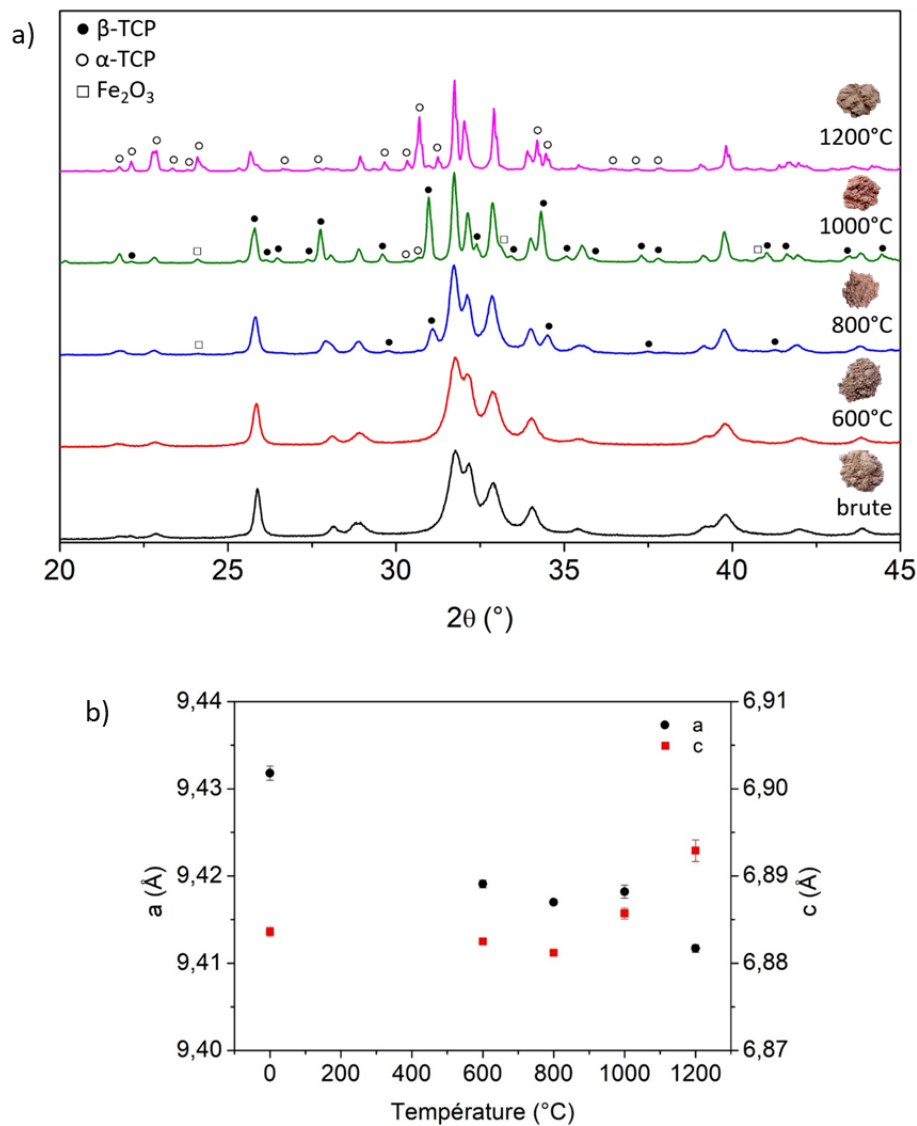 a)
● β-TCP
○ α-TCP
□ Fe₂O₃
1200°C
1000°C
800°C
600°C
brute
20 25 30 35 40 45
2θ (°)
b)
9,44
9,43
9,42
9,41
9,40
a (Å)
● a
■ c
6,91
6,90
6,89
6,88
6,87
c (Å)
0 200 400 600 800 1000 1200
Température (°C)